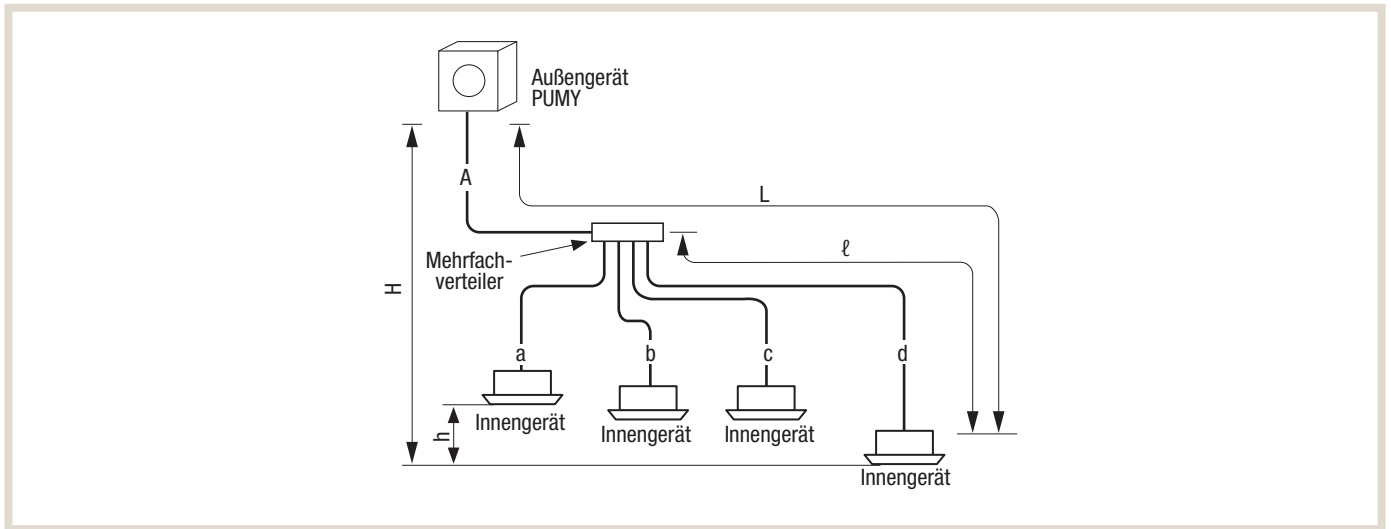 Außengerät
PUMY
A
L
Mehrfach-
verteiler
ℓ
H
a
b
c
d
h
Innengerät
Innengerät
Innengerät
Innengerät